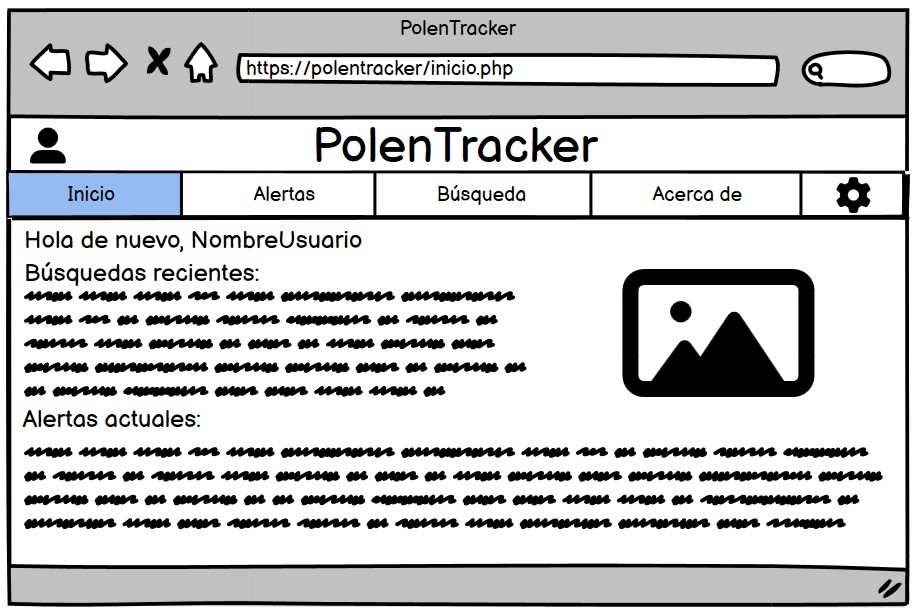 PolenTracker
https://polentracker/inicio.php
PolenTracker
Inicio
Alertas
Búsqueda
Acerca de
Hola de nuevo, NombreUsuario
Búsquedas recientes:
Alertas actuales: